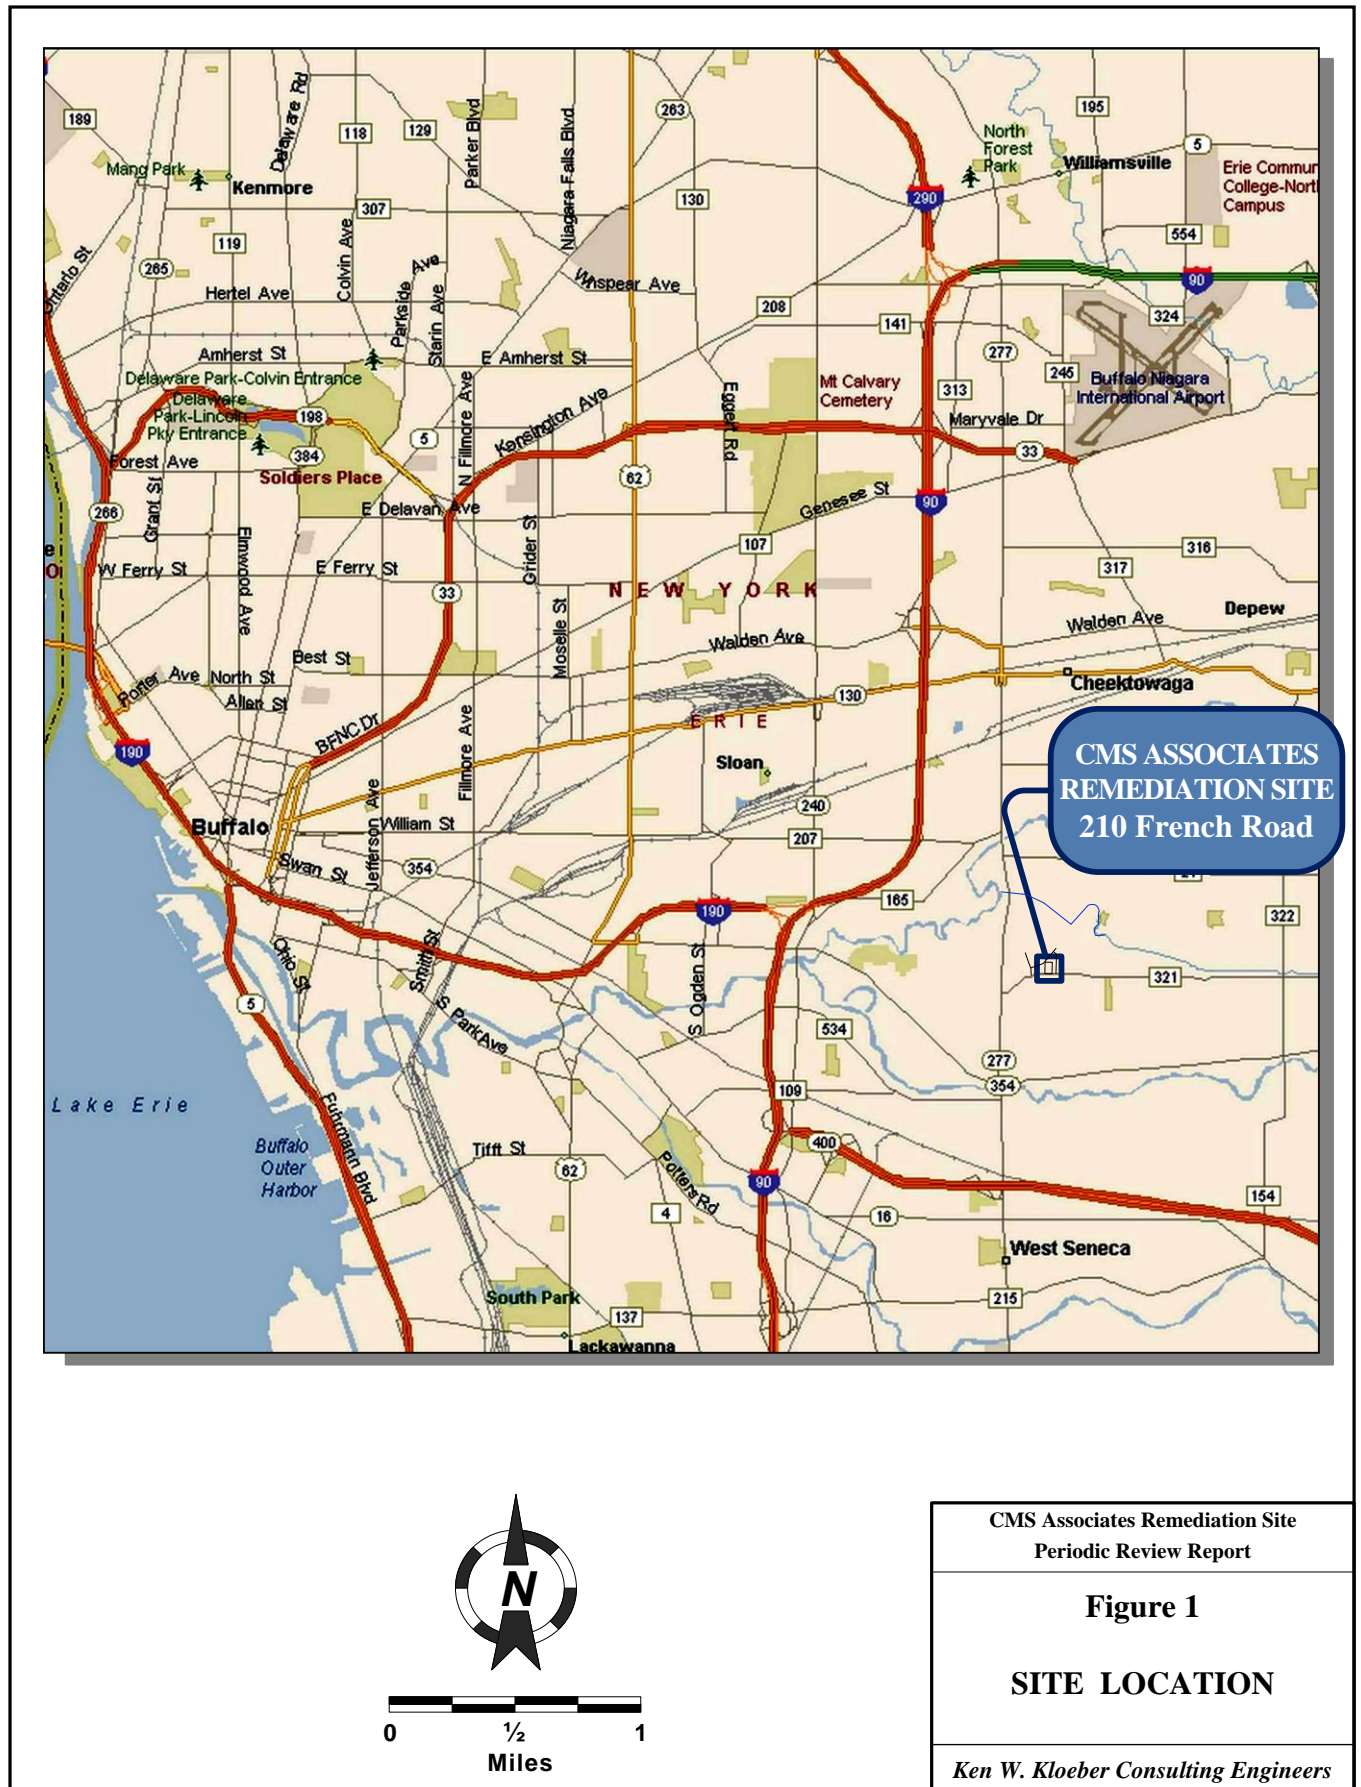 189
Delaware Rd
118
129
Parker Blvd
Niagara Falls Blvd
263
195
North
Forest
Park
Williamsville
5
Erie Commun
College-Nort
Campus
Mang Park
Kenmore
307
130
290
119
554
Ontario St
265
Colvin Ave
Parkside Ave
Starin Ave
Winspear Ave
90
Hertel Ave
208
141
324
277
Amherst St
E Amherst St
Delaware Park-Colvin Entrance
Mt Calvary
Cemetery
313
245
Buffalo Niagara
International Airport
Delaware
Park-Lincoln
Pky Entrance
198
5
N Fillmore Ave
Kensington Ave
Eggert Rd
Maryvale Dr
33
384
Forest Ave
Soldiers Place
62
266
Grant St
E Delavan Ave
Genesee St
90
Elmwood Ave
Grider St
107
316
e
O
W Ferry St
E Ferry St
317
33
NEW YORK
Moselle St
Depew
Walden Ave
Walden Ave
Best St
Porter Ave
North St
Allen St
130
Cheektowaga
BFNC Dr
Fillmore Ave
ERIE
190
Sloan
CMS ASSOCIATES
REMEDIATION SITE
210 French Road
Jefferson Ave
240
Buffalo
William St
207
Swan St
354
165
190
322
Ohio St
Smith St
S Ogden St
321
5
S Park Ave
534
277
354
109
Lake Erie
Fuhrmann Blvd
Buffalo
Outer
Harbor
Tifft St
62
Potters Rd
400
90
154
4
16
West Seneca
South Park
137
215
Lackawanna
N
0
½
1
Miles
CMS Associates Remediation Site
Periodic Review Report
Figure 1
SITE LOCATION
Ken W. Kloeber Consulting Engineers